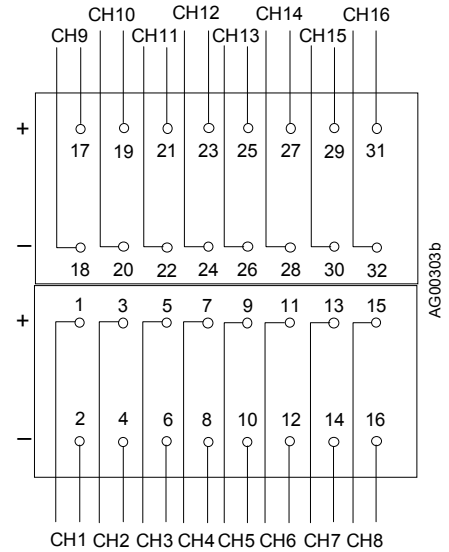 CH10 CH12 CH14 CH16
CH9 CH11 CH13 CH15
+
17 19 21 23 25 27 29 31
−
18 20 22 24 26 28 30 32
AG00303b
1 3 5 7 9 11 13 15
+
2 4 6 8 10 12 14 16
−
CH1 CH2 CH3 CH4 CH5 CH6 CH7 CH8